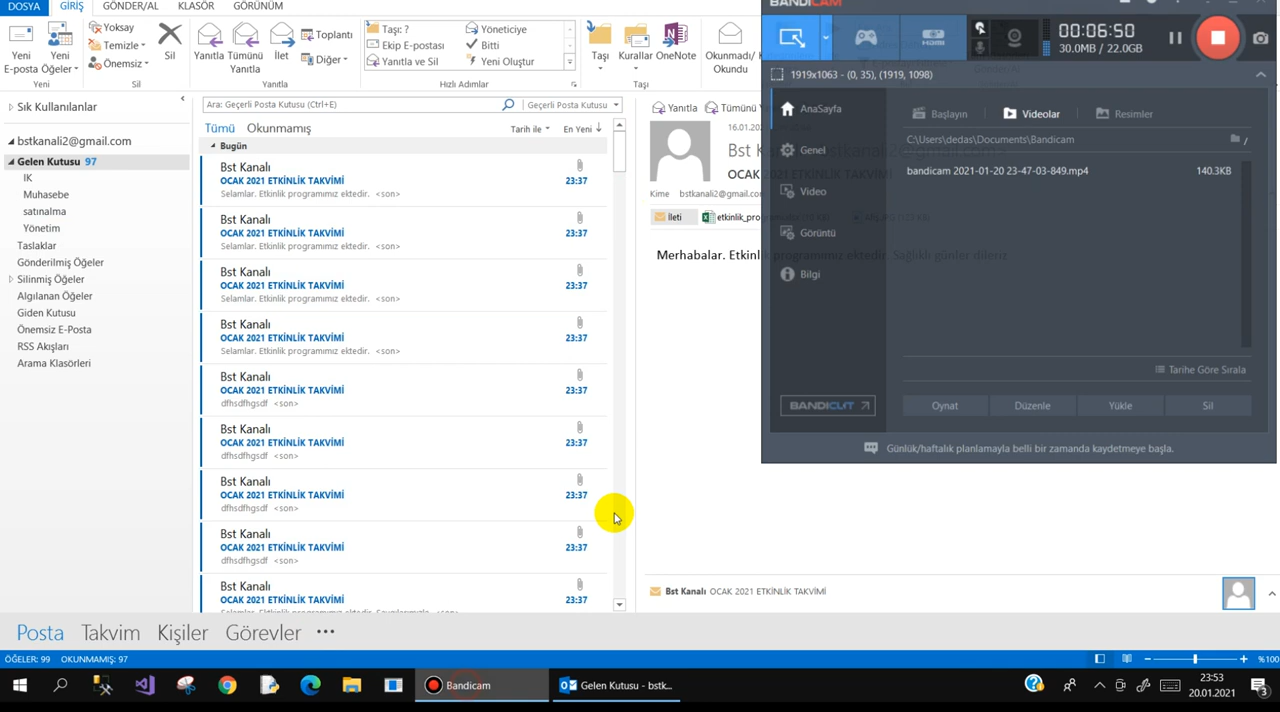 DOSYA GİRİŞ GÖNDER/AL KLASÖR GÖRÜNÜM
Yeni E-posta
Yeni Öğeler
Yeni
Yoksay
Temizle
Önemsiz
Sil
Sil
Yanıtla
Tümünü Yanıtla
İlet
Toplantı
Diğer
Yanıtla
Taşı: ?
Ekip E-postası
Yanıtla ve Sil
Yöneticiye
Bitti
Yeni Oluştur
Hızlı Adımlar
Taşı
Kurallar
OneNote
Taşı
Okunmadı/
Okundu
Sık Kullanılanlar
bstkanali2@gmail.com
Gelen Kutusu 97
IK
Muhasebe
satınalma
Yönetim
Taslaklar
Gönderilmiş Öğeler
Silinmiş Öğeler
Algılanan Öğeler
Giden Kutusu
Önemsiz E-Posta
RSS Akışları
Arama Klasörleri
Ara: Geçerli Posta Kutusu (Ctrl+E)
Geçerli Posta Kutusu
Tümü Okunmamış Tarih ile En Yeni
Bugün
Bst Kanalı
OCAK 2021 ETKİNLİK TAKVİMİ 23:37
Selamlar. Etkinlik programımız ektedir. <son>
Bst Kanalı
OCAK 2021 ETKİNLİK TAKVİMİ 23:37
Selamlar. Etkinlik programımız ektedir. <son>
Bst Kanalı
OCAK 2021 ETKİNLİK TAKVİMİ 23:37
Selamlar. Etkinlik programımız ektedir. <son>
Bst Kanalı
OCAK 2021 ETKİNLİK TAKVİMİ 23:37
Selamlar. Etkinlik programımız ektedir. <son>
Bst Kanalı
OCAK 2021 ETKİNLİK TAKVİMİ 23:37
dfhsdfhgsdf <son>
Bst Kanalı
OCAK 2021 ETKİNLİK TAKVİMİ 23:37
dfhsdfhgsdf <son>
Bst Kanalı
OCAK 2021 ETKİNLİK TAKVİMİ 23:37
dfhsdfhgsdf <son>
Bst Kanalı
OCAK 2021 ETKİNLİK TAKVİMİ 23:37
dfhsdfhgsdf <son>
Bst Kanalı
OCAK 2021 ETKİNLİK TAKVİMİ 23:37
Yanıtla Tümünü
16.01.20
Bst K
OCAK 2021 ETKİNLİK TAKVİMİ
Kime bstkanali2@gmail.com
İleti etkinlik_program
Merhabalar. Etkinlik programımız ektedir. Sağlıklı günler dileriz
Bst Kanalı OCAK 2021 ETKİNLİK TAKVİMİ
BANDICAM
HDMI
00:06:50
30.0MB / 22.0GB
1919x1063 - (0, 35), (1919, 1098)
AnaSayfa
Genel
Video
Görüntü
Bilgi
BANDICUT
Başlayın Videolar Resimler
C:\Users\dedas\Documents\Bandicam
bandicam 2021-01-20 23-47-03-849.mp4 140.3KB
Tarihe Göre Sırala
Oynat Düzenle Yükle Sil
Günlük/haftalık planlamayla belli bir zamanda kaydetmeye başla.
Posta Takvim Kişiler Görevler
ÖĞELER: 99 OKUNMAMIŞ: 97
%100
Bandicam
Gelen Kutusu - bstk...
23:53
20.01.2021
3